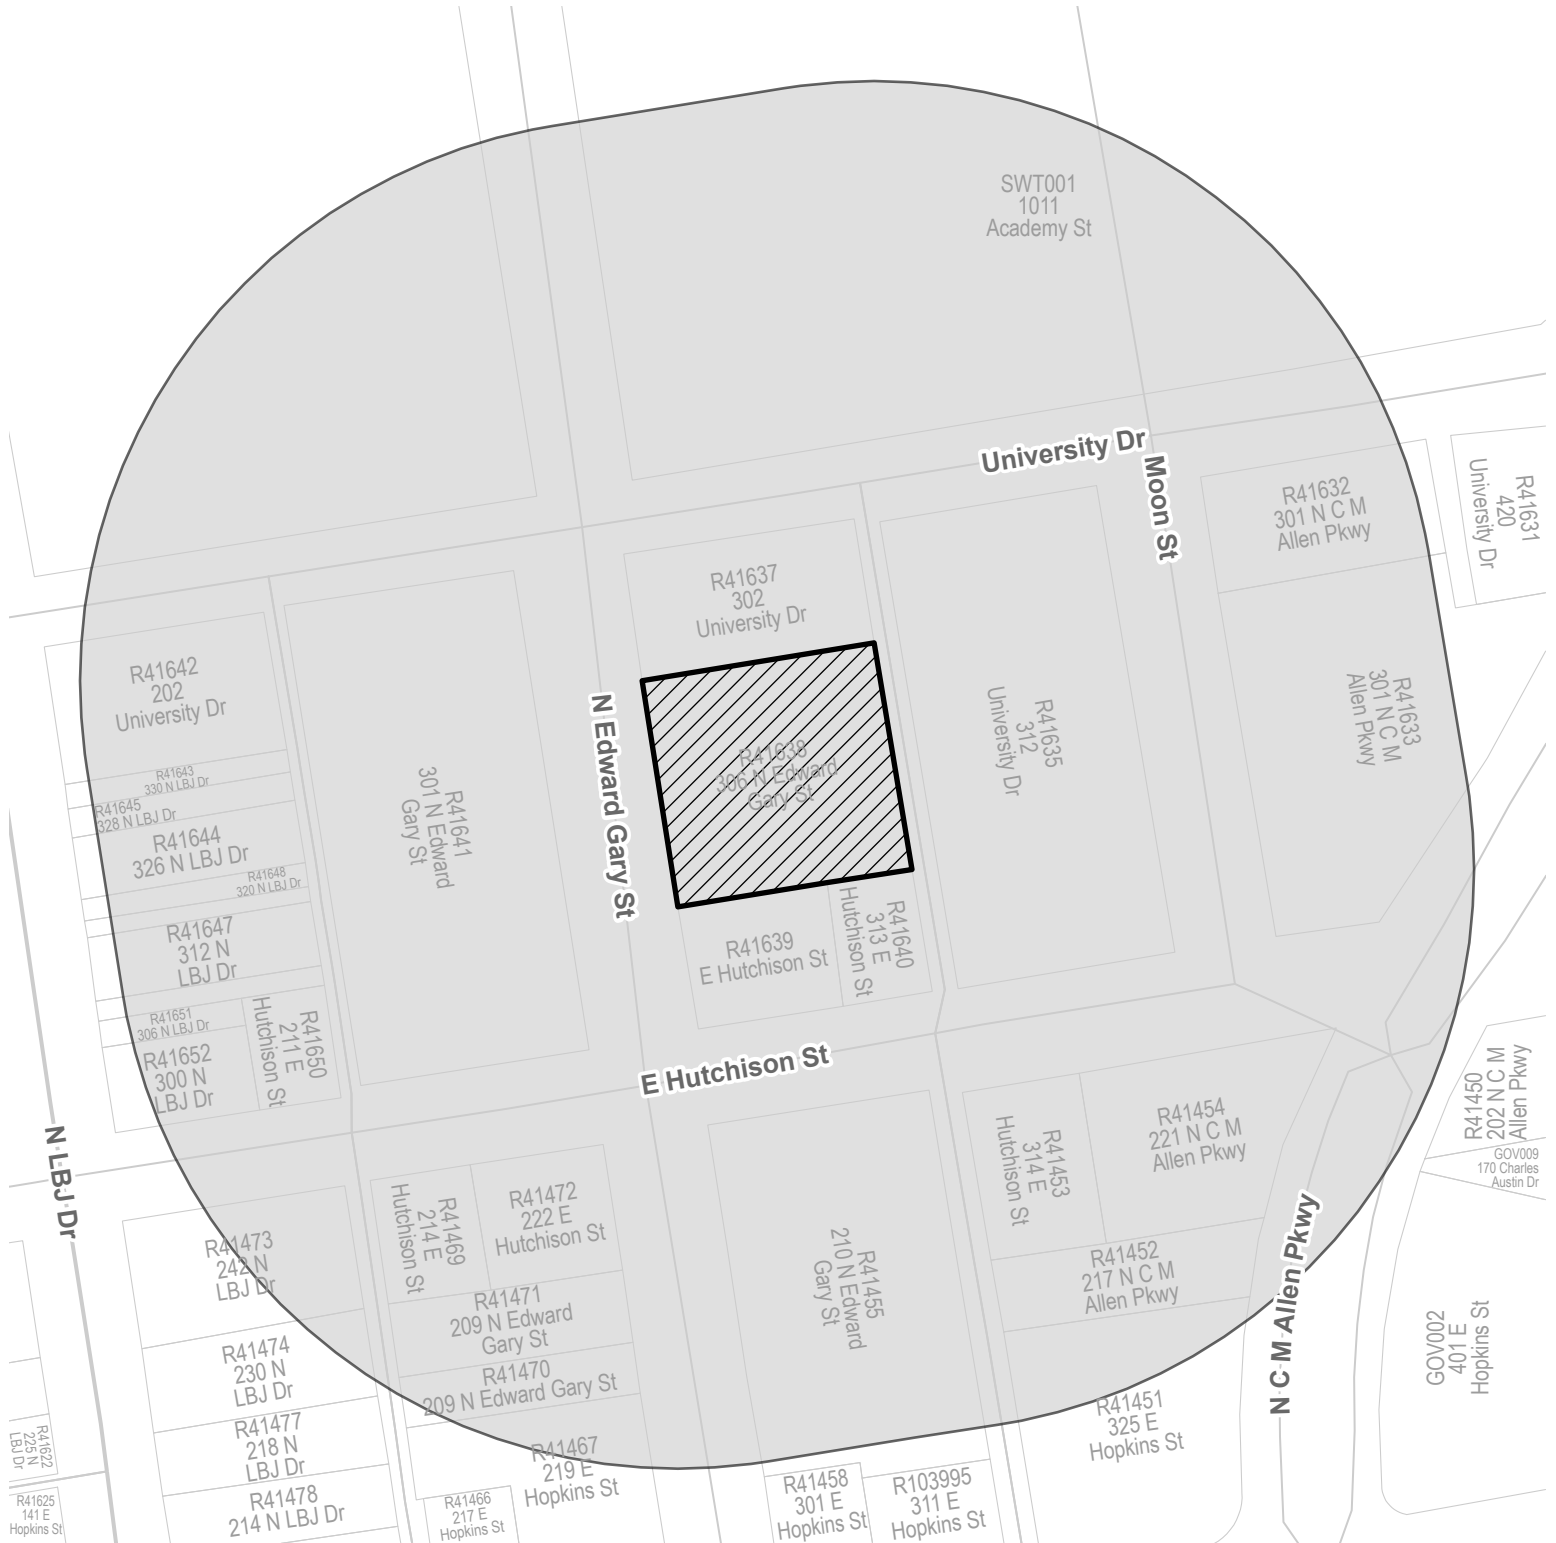 SWT001
1011
Academy St
University Dr
Moon St
R41632
301 N C M
Allen Pkwy
R41631
420
University Dr
R41637
302
University Dr
R41642
202
University Dr
R41643
330 N LBJ Dr
R41645
328 N LBJ Dr
R41644
326 N LBJ Dr
R41648
320 N LBJ Dr
R41647
312 N
LBJ Dr
R41651
306 N LBJ Dr
R41652
300 N
LBJ Dr
R41650
211 E
Hutchison St
R41641
301 N Edward
Gary St
N Edward Gary St
R41638
306 N Edward
Gary St
R41635
312
University Dr
R41633
301 N C M
Allen Pkwy
R41639
E Hutchison St
R41640
313 E
Hutchison St
E Hutchison St
N LBJ Dr
R41473
242 N
LBJ Dr
R41469
214 E
Hutchison St
R41472
222 E
Hutchison St
R41471
209 N Edward
Gary St
R41470
209 N Edward Gary St
R41474
230 N
LBJ Dr
R41477
218 N
LBJ Dr
R41478
214 N LBJ Dr
R41622
225 N
LBJ Dr
R41625
141 E
Hopkins St
R41467
219 E
Hopkins St
R41466
217 E
Hopkins St
R41455
210 N Edward
Gary St
R41458
301 E
Hopkins St
R103995
311 E
Hopkins St
R41453
314 E
Hutchison St
R41454
221 N C M
Allen Pkwy
R41452
217 N C M
Allen Pkwy
R41451
325 E
Hopkins St
N C M Allen Pkwy
R41450
202 N C M
Allen Pkwy
GOV009
170 Charles
Austin Dr
GOV002
401 E
Hopkins St